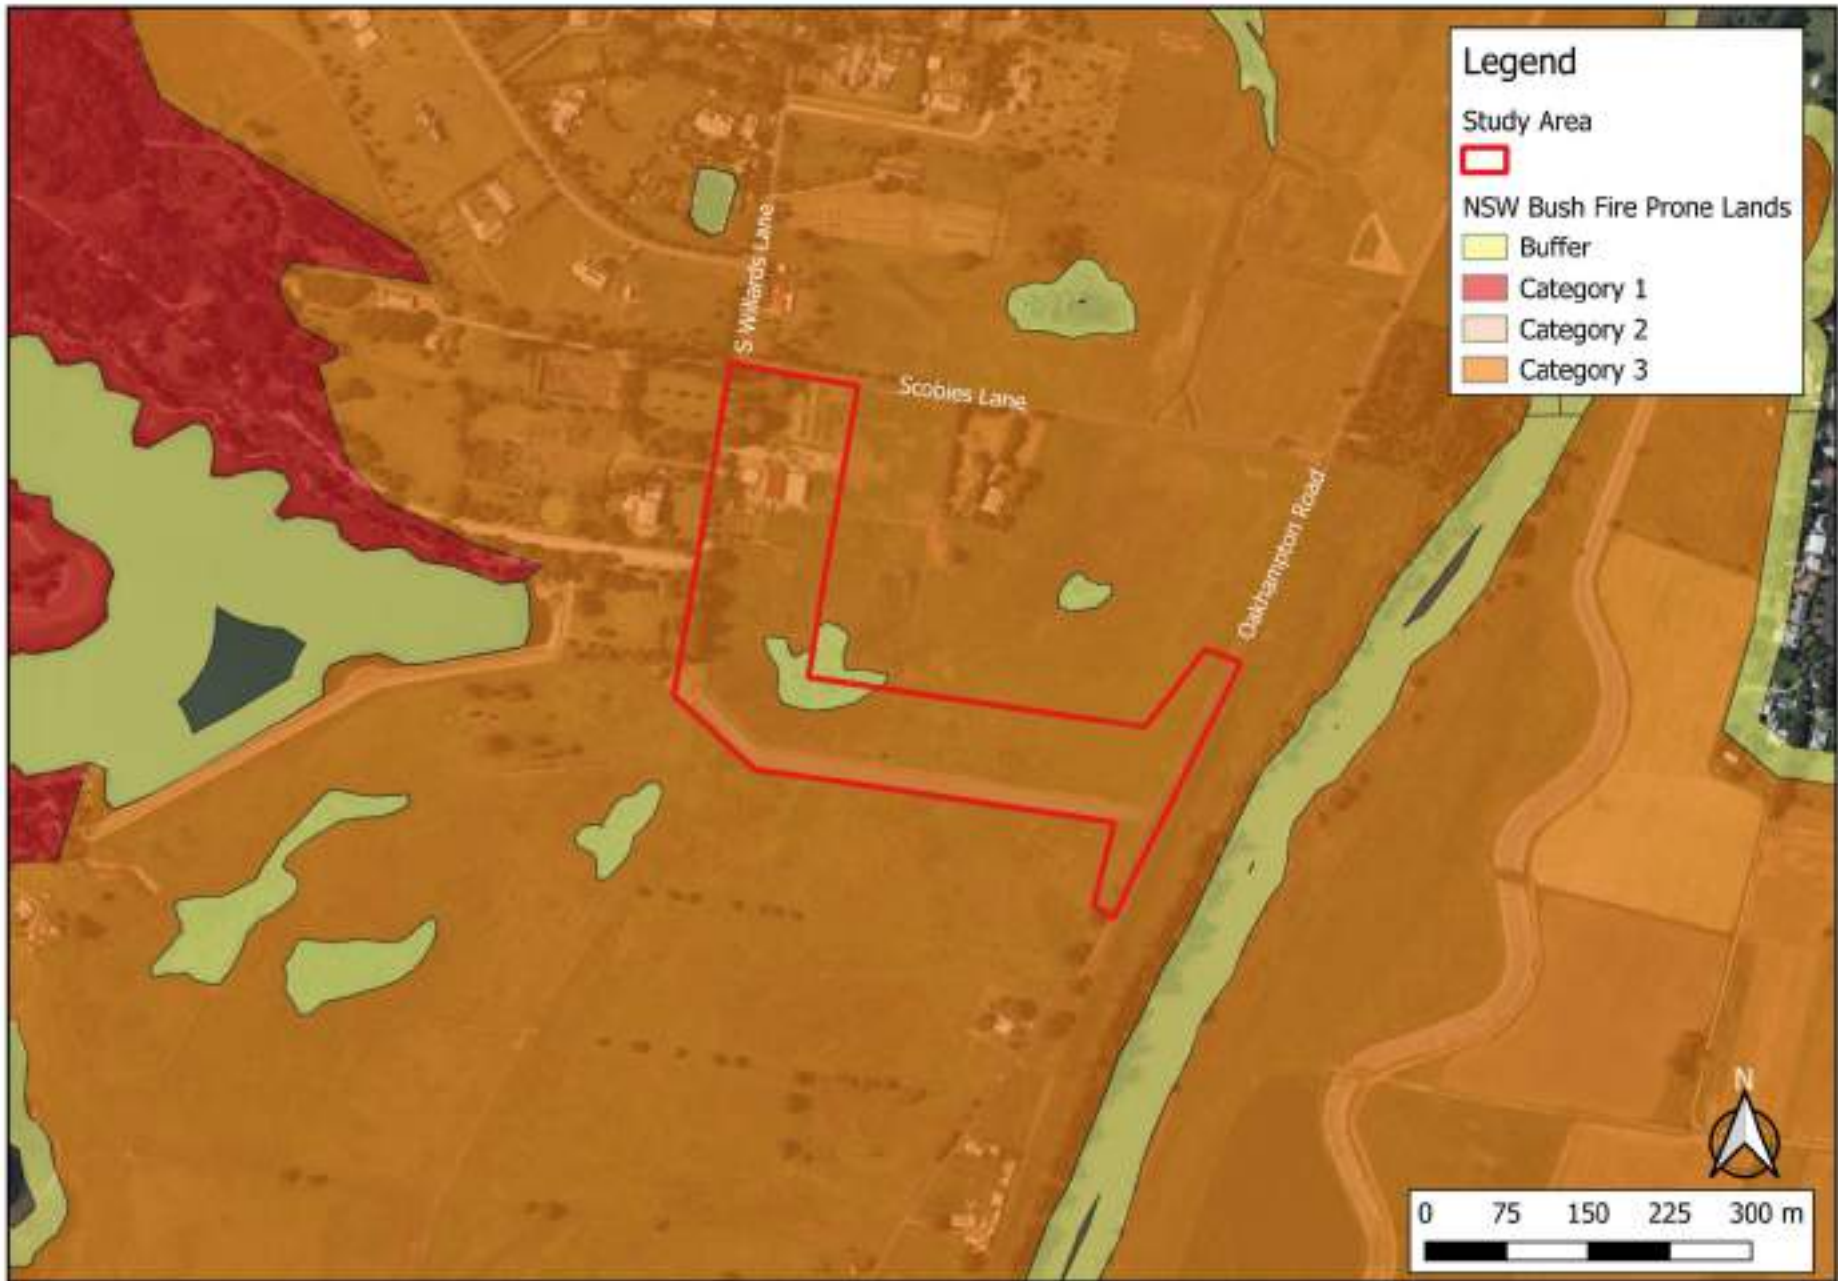 Legend
Study Area
NSW Bush Fire Prone Lands
Buffer
Category 1
Category 2
Category 3
S Willards Lane
Scobies Lane
Oakhampton Road
N
0 75 150 225 300 m